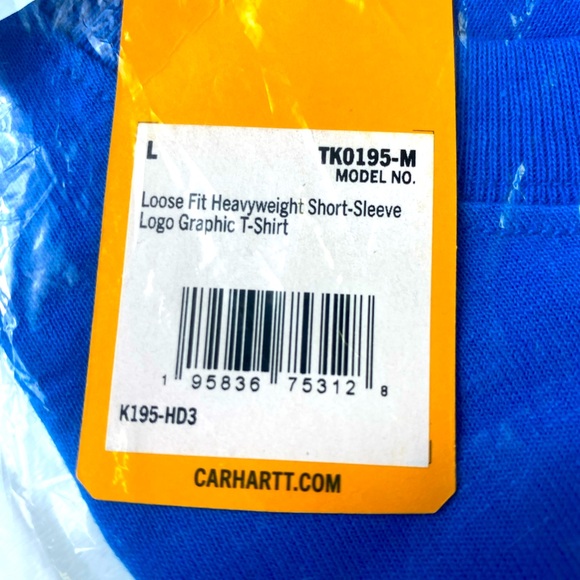 L TK0195-M
MODEL NO.
Loose Fit Heavyweight Short-Sleeve
Logo Graphic T-Shirt
1 95836 75312 8
K195-HD3
CARHARTT.COM